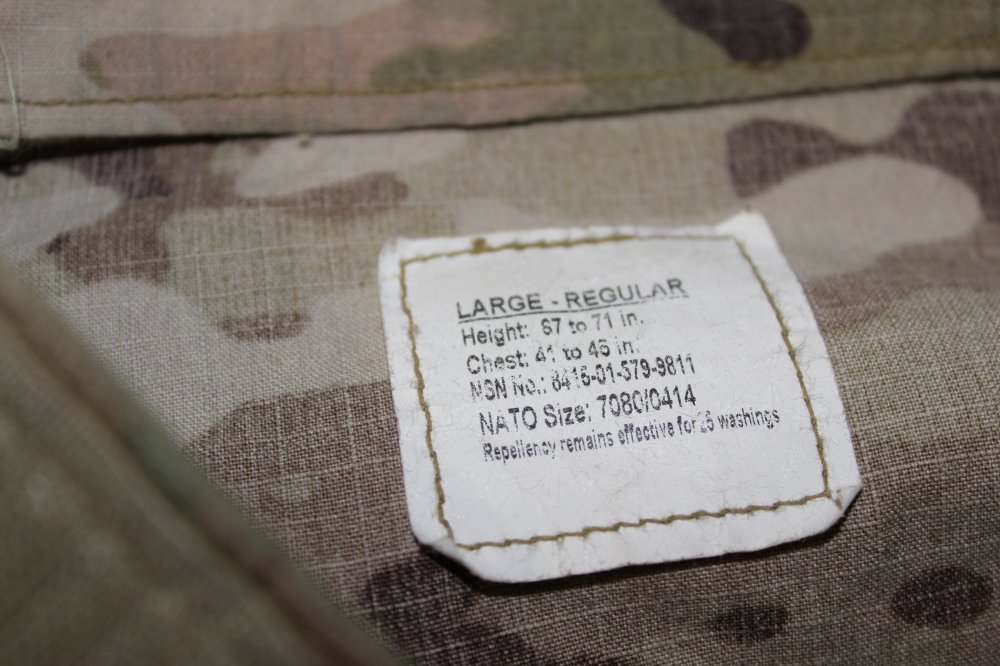 LARGE - REGULAR
Height: 67 to 71 in.
Chest: 41 to 45 in.
NSN No.: 8415-01-579-9811
NATO Size: 7080/0414
Repellency remains effective for 25 washings